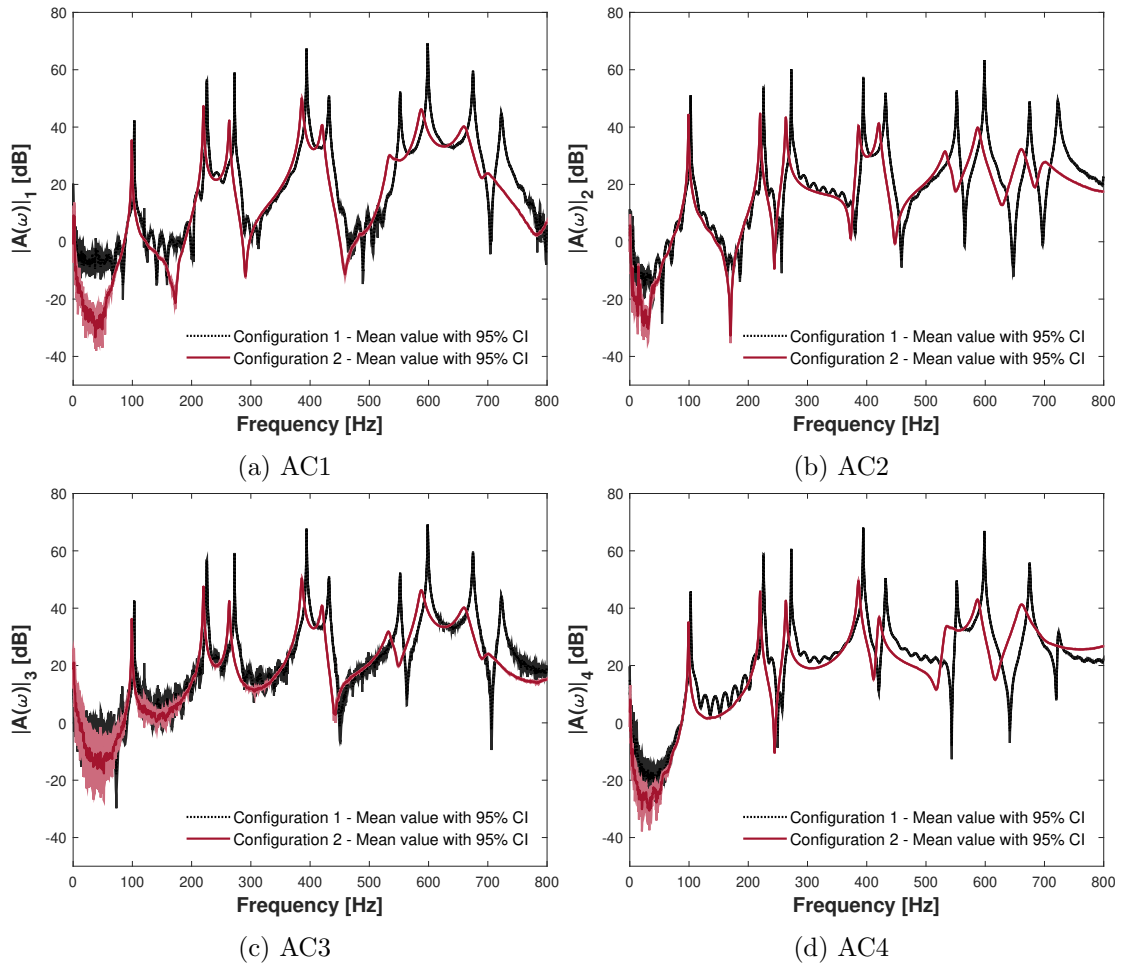 80
60
40
20
0
-20
-40
|A(ω)|1 [dB]
Configuration 1 - Mean value with 95% CI
Configuration 2 - Mean value with 95% CI
0 100 200 300 400 500 600 700 800
Frequency [Hz]
(a) AC1
80
60
40
20
0
-20
-40
|A(ω)|2 [dB]
Configuration 1 - Mean value with 95% CI
Configuration 2 - Mean value with 95% CI
0 100 200 300 400 500 600 700 800
Frequency [Hz]
(b) AC2
80
60
40
20
0
-20
-40
|A(ω)|3 [dB]
Configuration 1 - Mean value with 95% CI
Configuration 2 - Mean value with 95% CI
0 100 200 300 400 500 600 700 800
Frequency [Hz]
(c) AC3
80
60
40
20
0
-20
-40
|A(ω)|4 [dB]
Configuration 1 - Mean value with 95% CI
Configuration 2 - Mean value with 95% CI
0 100 200 300 400 500 600 700 800
Frequency [Hz]
(d) AC4